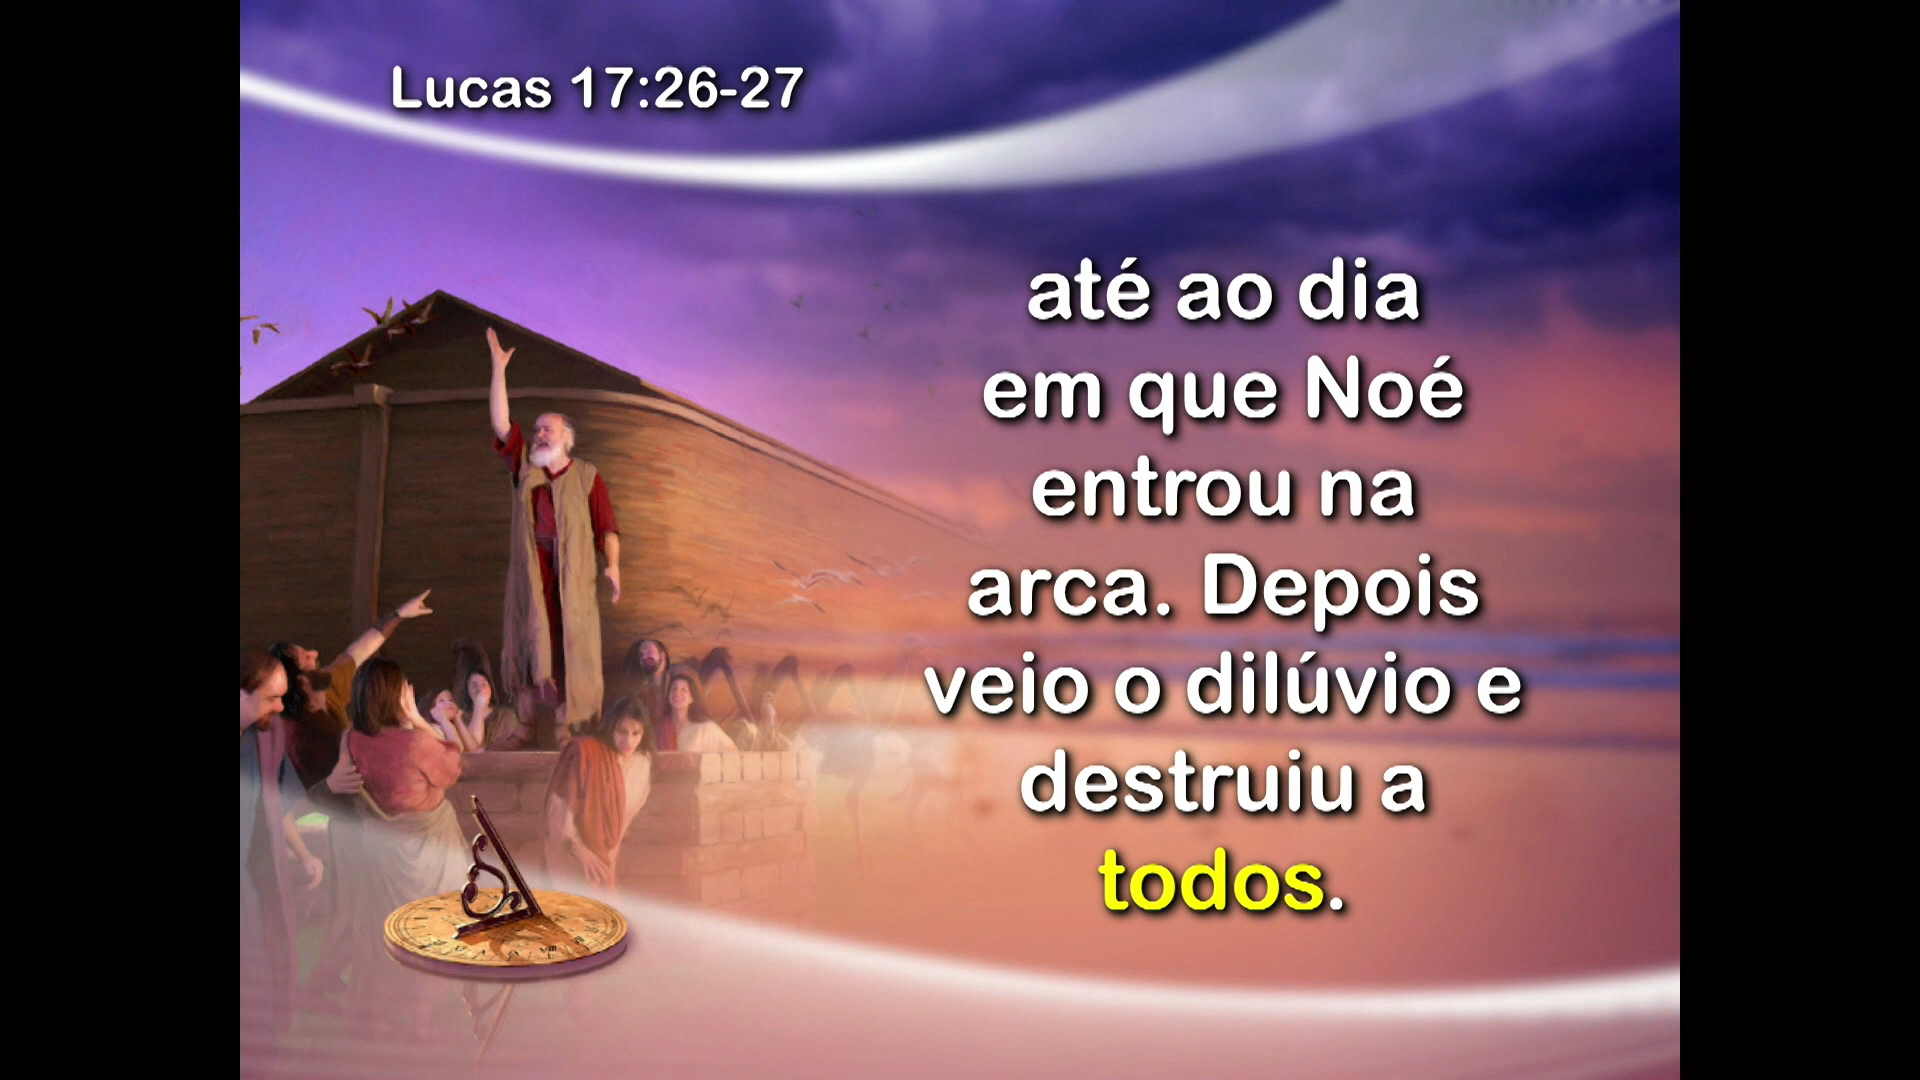 Lucas 17:26-27
até ao dia
em que Noé
entrou na
arca. Depois
veio o dilúvio e
destruiu a
todos.